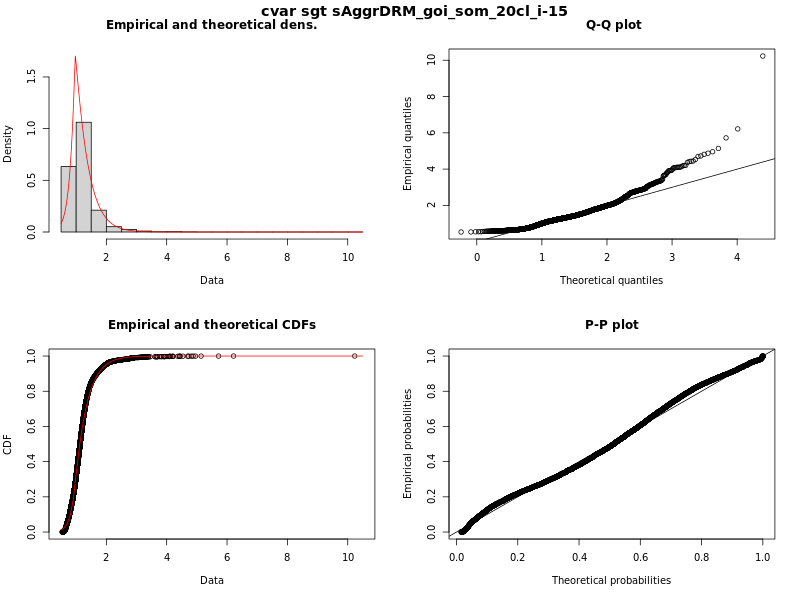 cvar sgt sAggrDRM_goi_som_20cl_i-15
Empirical and theoretical dens.
Density
0.0 0.5 1.0 1.5
2 4 6 8 10
Data
Q-Q plot
Empirical quantiles
2 4 6 8 10
0 1 2 3 4
Theoretical quantiles
Empirical and theoretical CDFs
CDF
0.0 0.2 0.4 0.6 0.8 1.0
2 4 6 8 10
Data
P-P plot
Empirical probabilities
0.0 0.2 0.4 0.6 0.8 1.0
0.0 0.2 0.4 0.6 0.8 1.0
Theoretical probabilities